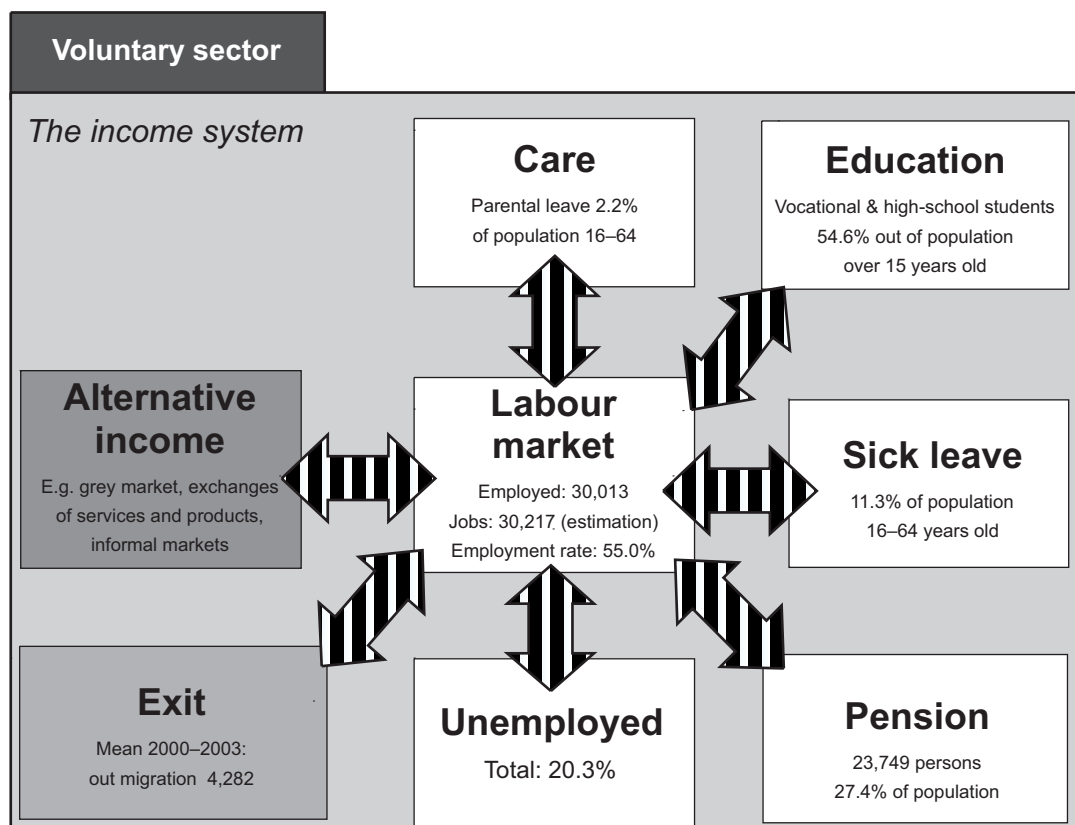 Voluntary sector
The income system
Care
Parental leave 2.2%
of population 16–64
Education
Vocational & high-school students
54.6% out of population
over 15 years old
Alternative
income
E.g. grey market, exchanges
of services and products,
informal markets
Labour
market
Employed: 30,013
Jobs: 30,217 (estimation)
Employment rate: 55.0%
Sick leave
11.3% of population
16–64 years old
Exit
Mean 2000–2003:
out migration 4,282
Unemployed
Total: 20.3%
Pension
23,749 persons
27.4% of population